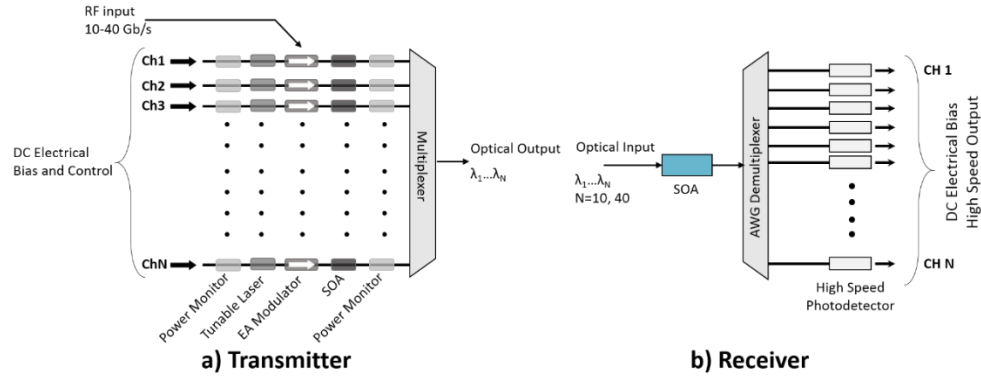 RF input
10-40 Gb/s
Ch1
Ch2
Ch3
ChN
DC Electrical
Bias and Control
Power Monitor
Tunable Laser
EA Modulator
SOA
Power Monitor
Multiplexer
Optical Output
λ1...λN
a) Transmitter
Optical Input
λ1...λN
N=10, 40
SOA
AWG Demultiplexer
CH 1
CH N
DC Electrical Bias
High Speed Output
High Speed
Photodetector
b) Receiver